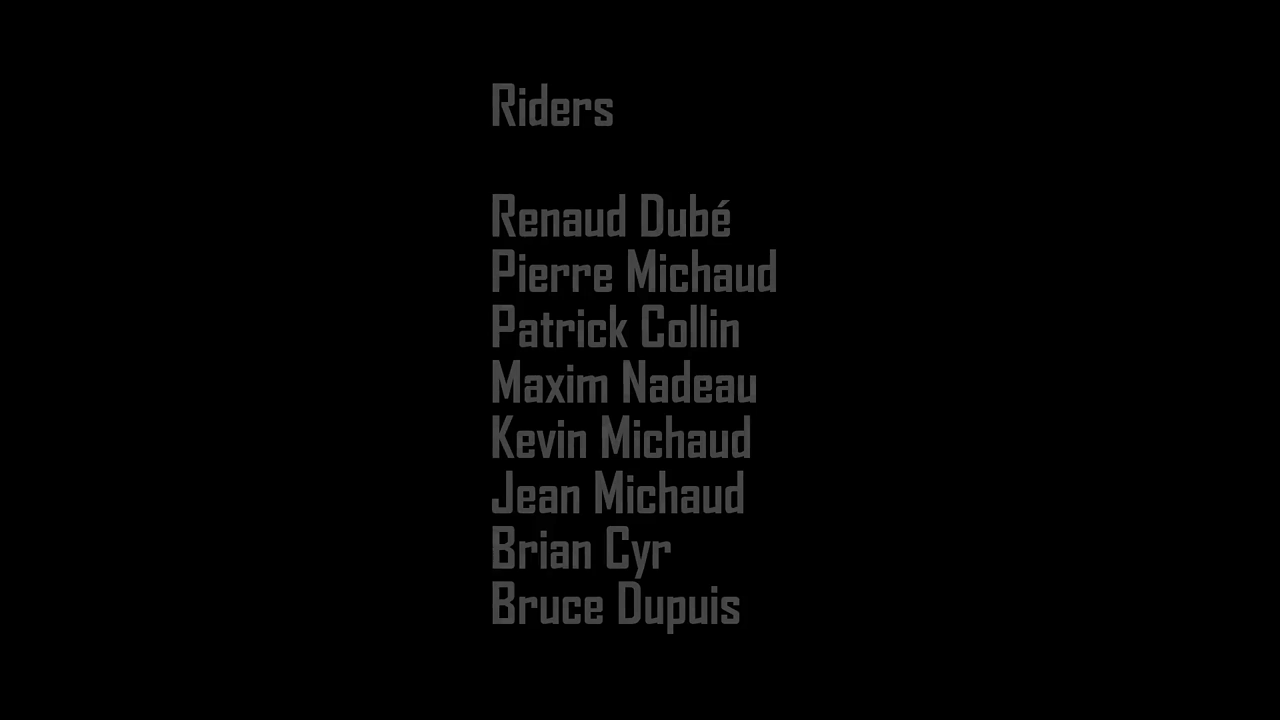 Riders
Renaud Dubé
Pierre Michaud
Patrick Collin
Maxim Nadeau
Kevin Michaud
Jean Michaud
Brian Cyr
Bruce Dupuis